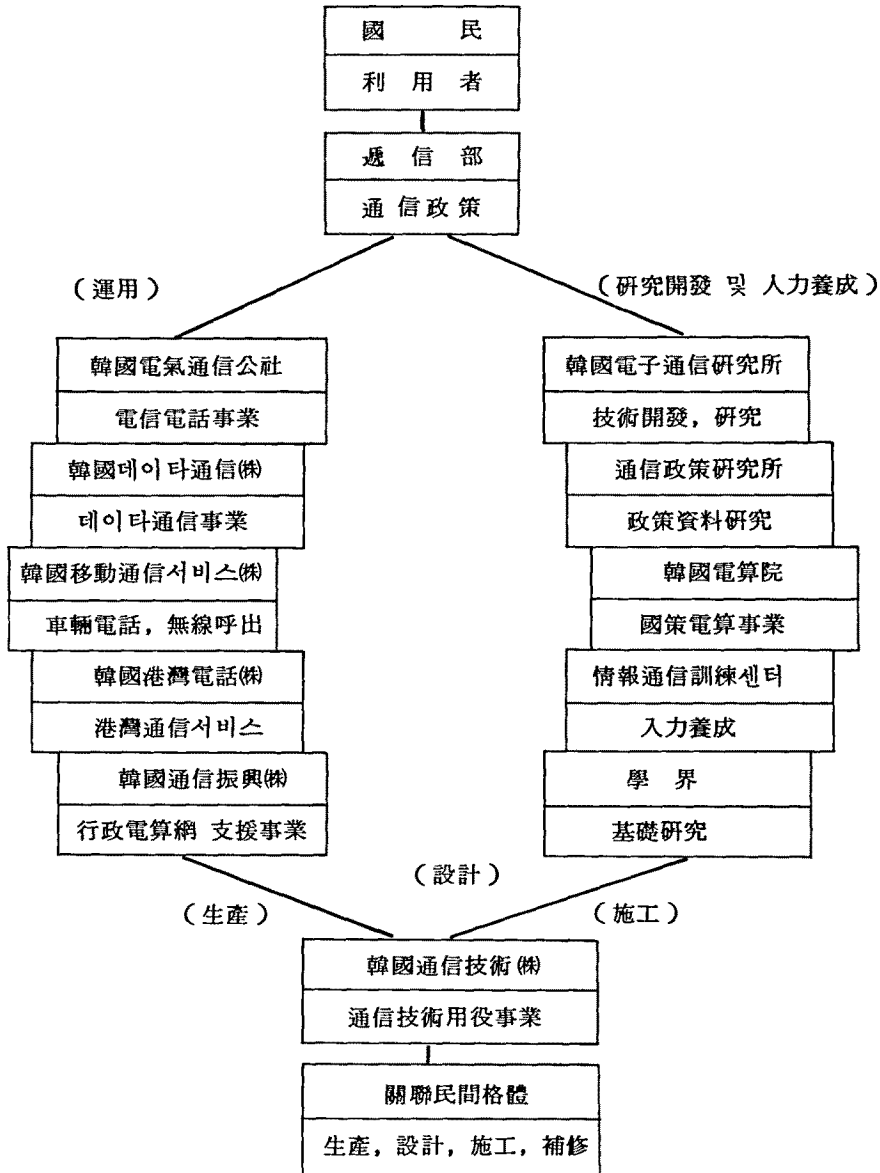 國 民
利 用 者
遞 信 部
通 信 政 策
( 運用 )
( 研究開發 및 人力養成 )
韓國電氣通信公社
電信電話事業
韓國데이타通信㈱
데이타通信事業
韓國移動通信서비스㈱
車輛電話, 無線呼出
韓國港灣電話㈱
港灣通信서비스
韓國通信振興㈱
行政電算網 支援事業
韓國電子通信研究所
技術開發, 研究
通信政策研究所
政策資料研究
韓國電算院
國策電算事業
情報通信訓練센터
入力養成
學 界
基礎研究
( 設計 )
( 生産 )
( 施工 )
韓國通信技術㈱
通信技術用役事業
關聯民間格體
生産, 設計, 施工, 補修